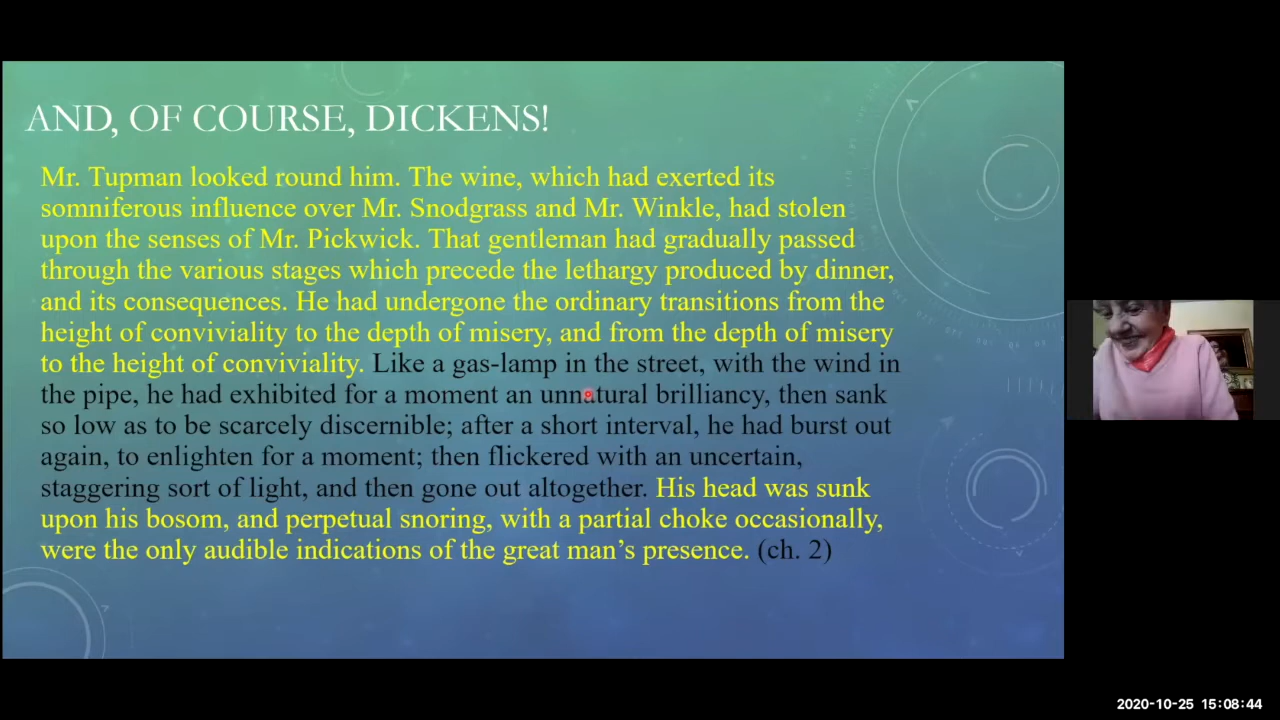 AND, OF COURSE, DICKENS!
Mr. Tupman looked round him. The wine, which had exerted its
somniferous influence over Mr. Snodgrass and Mr. Winkle, had stolen
upon the senses of Mr. Pickwick. That gentleman had gradually passed
through the various stages which precede the lethargy produced by dinner,
and its consequences. He had undergone the ordinary transitions from the
height of conviviality to the depth of misery, and from the depth of misery
to the height of conviviality. Like a gas-lamp in the street, with the wind in
the pipe, he had exhibited for a moment an unnatural brilliancy, then sank
so low as to be scarcely discernible; after a short interval, he had burst out
again, to enlighten for a moment; then flickered with an uncertain,
staggering sort of light, and then gone out altogether. His head was sunk
upon his bosom, and perpetual snoring, with a partial choke occasionally,
were the only audible indications of the great man’s presence. (ch. 2)
2020-10-25 15:08:44